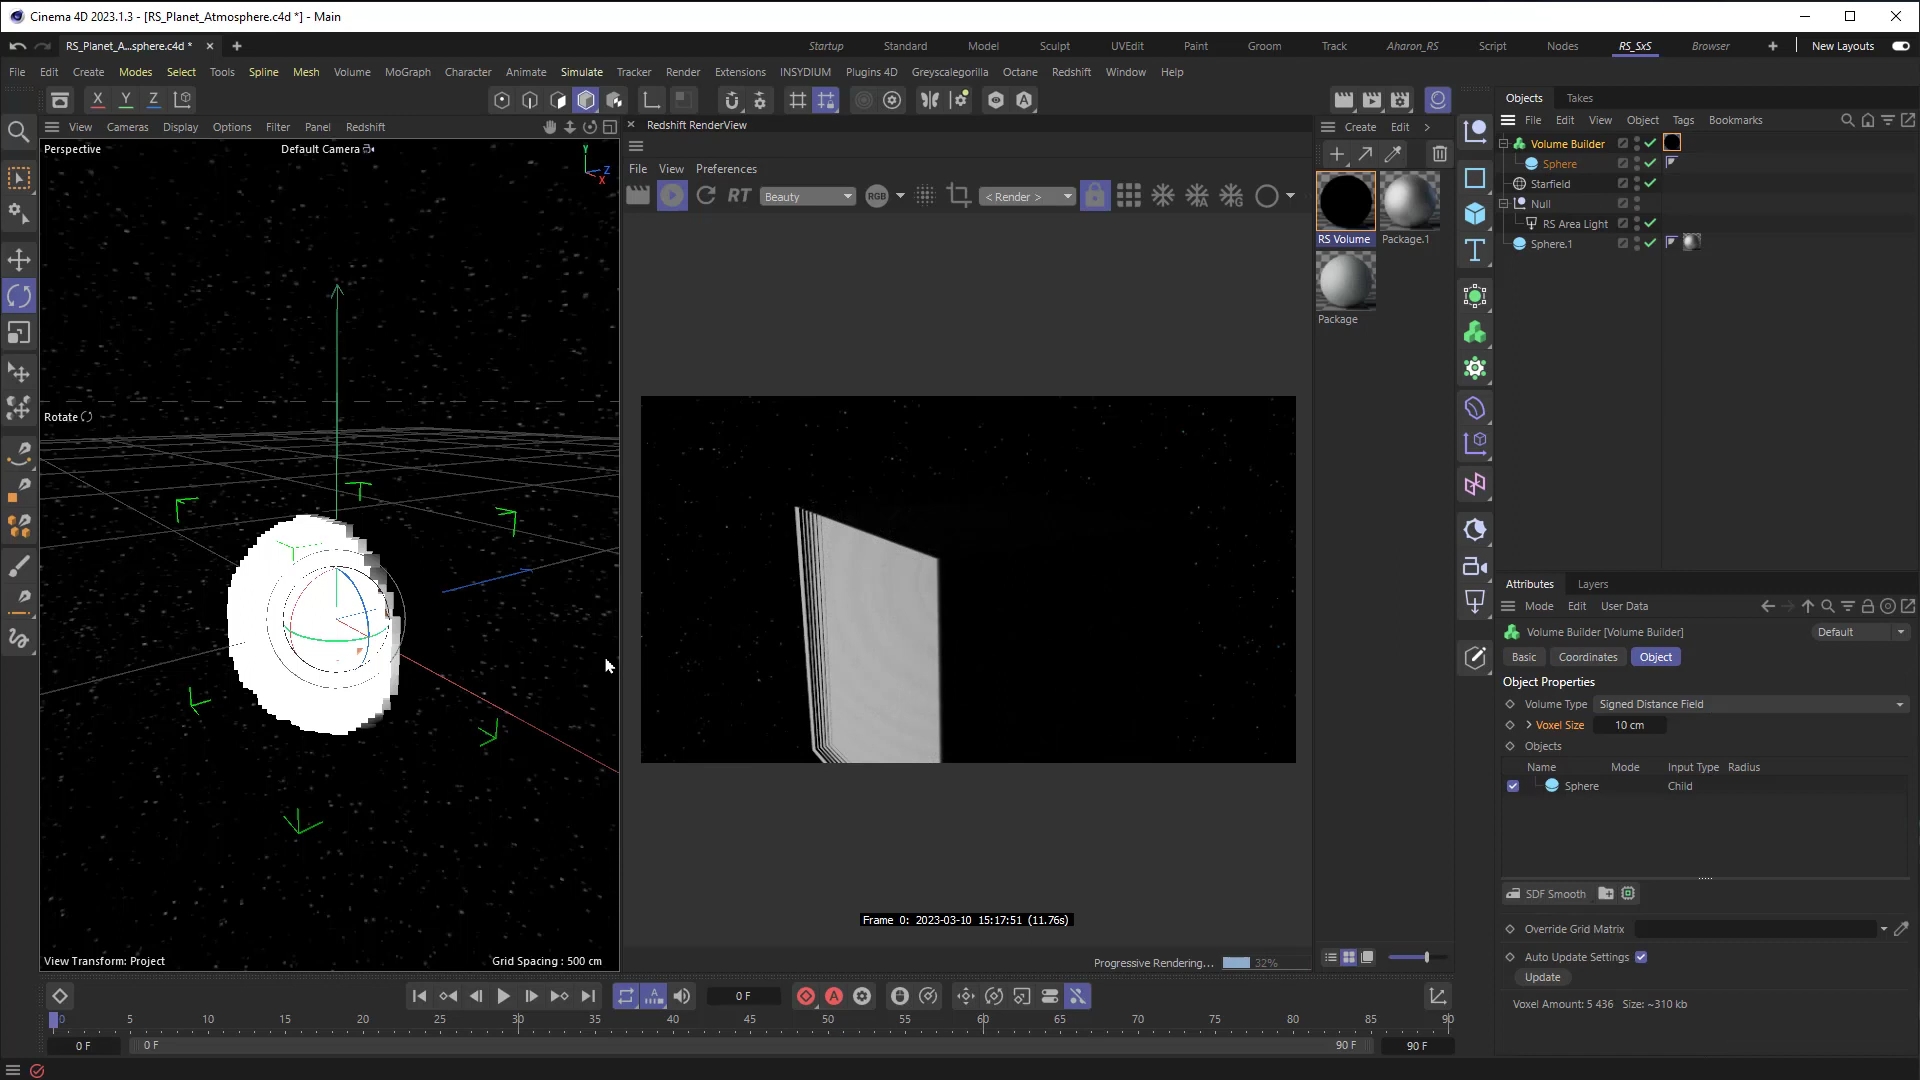 Cinema 4D 2023.1.3 - [RS_Planet_Atmosphere.c4d *] - Main
RS_Planet_A...sphere.c4d *
Startup
Standard
Model
Sculpt
UVEdit
Paint
Groom
Track
Aharon_RS
Script
Nodes
RS_SxS
Browser
New Layouts
File Edit Create Modes Select Tools Spline Mesh Volume MoGraph Character Animate Simulate Tracker Render Extensions INSYDIUM Plugins 4D Greyscalegorilla Octane Redshift Window Help
X Y Z
View Cameras Display Options Filter Panel Redshift
Perspective
Default Camera
Y
Z
X
Rotate
View Transform: Project
Grid Spacing : 500 cm
Redshift RenderView
File View Preferences
RT
Beauty
RGB
< Render >
Frame 0: 2023-03-10 15:17:51 (11.76s)
Progressive Rendering... 32%
Create Edit
RS Volume
Package.1
Package
Objects Takes
File Edit View Object Tags Bookmarks
Volume Builder
Sphere
Starfield
Null
RS Area Light
Sphere.1
Attributes Layers
Mode Edit User Data
Volume Builder [Volume Builder]
Default
Basic Coordinates Object
Object Properties
Volume Type Signed Distance Field
Voxel Size 10 cm
Objects
Name Mode Input Type Radius
Sphere Child
SDF Smooth
Override Grid Matrix
Auto Update Settings
Update
Voxel Amount: 5 436 Size: ~310 kb
0 F
0 5 10 15 20 25 30 35 40 45 50 55 60 65 70 75 80 85 90
0 F 0 F 90 F 90 F